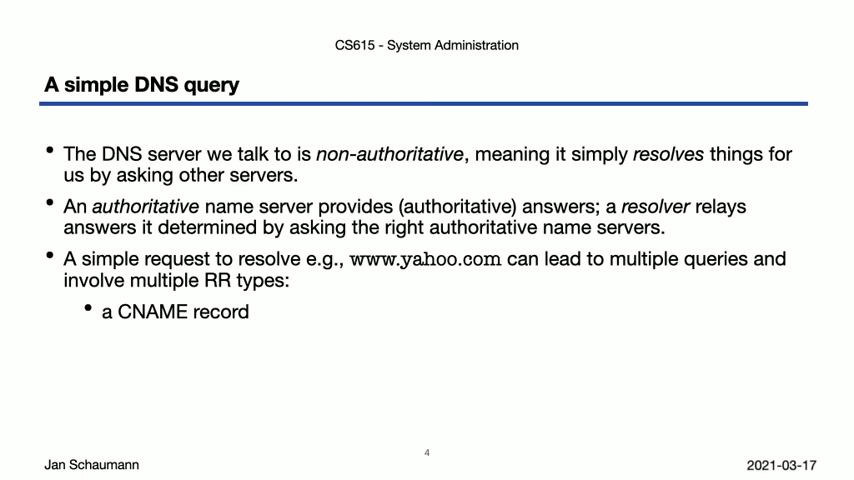 CS615 - System Administration
A simple DNS query
• The DNS server we talk to is non-authoritative, meaning it simply resolves things for
us by asking other servers.
• An authoritative name server provides (authoritative) answers; a resolver relays
answers it determined by asking the right authoritative name servers.
• A simple request to resolve e.g., www.yahoo.com can lead to multiple queries and
involve multiple RR types:
• a CNAME record
4
Jan Schaumann
2021-03-17